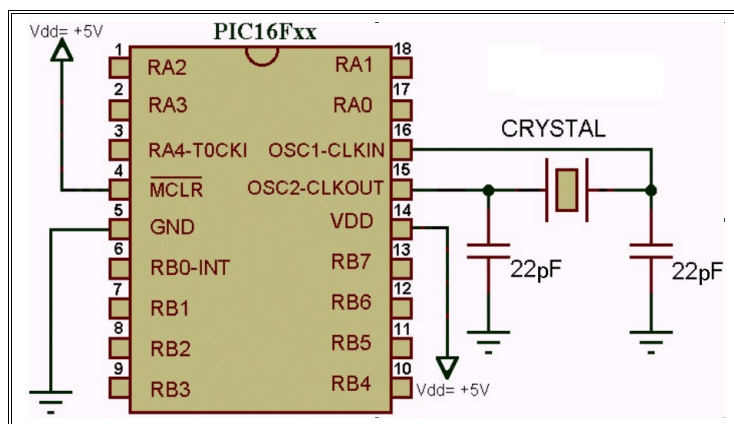 PIC16Fxx
Vdd= +5V
1
RA2
2
RA3
3
RA4-T0CKI
4
MCLR
5
GND
6
RB0-INT
7
RB1
8
RB2
9
RB3
18
RA1
17
RA0
16
OSC1-CLKIN
15
OSC2-CLKOUT
14
VDD
13
RB7
12
RB6
11
RB5
10
RB4
CRYSTAL
22pF
22pF
Vdd= +5V